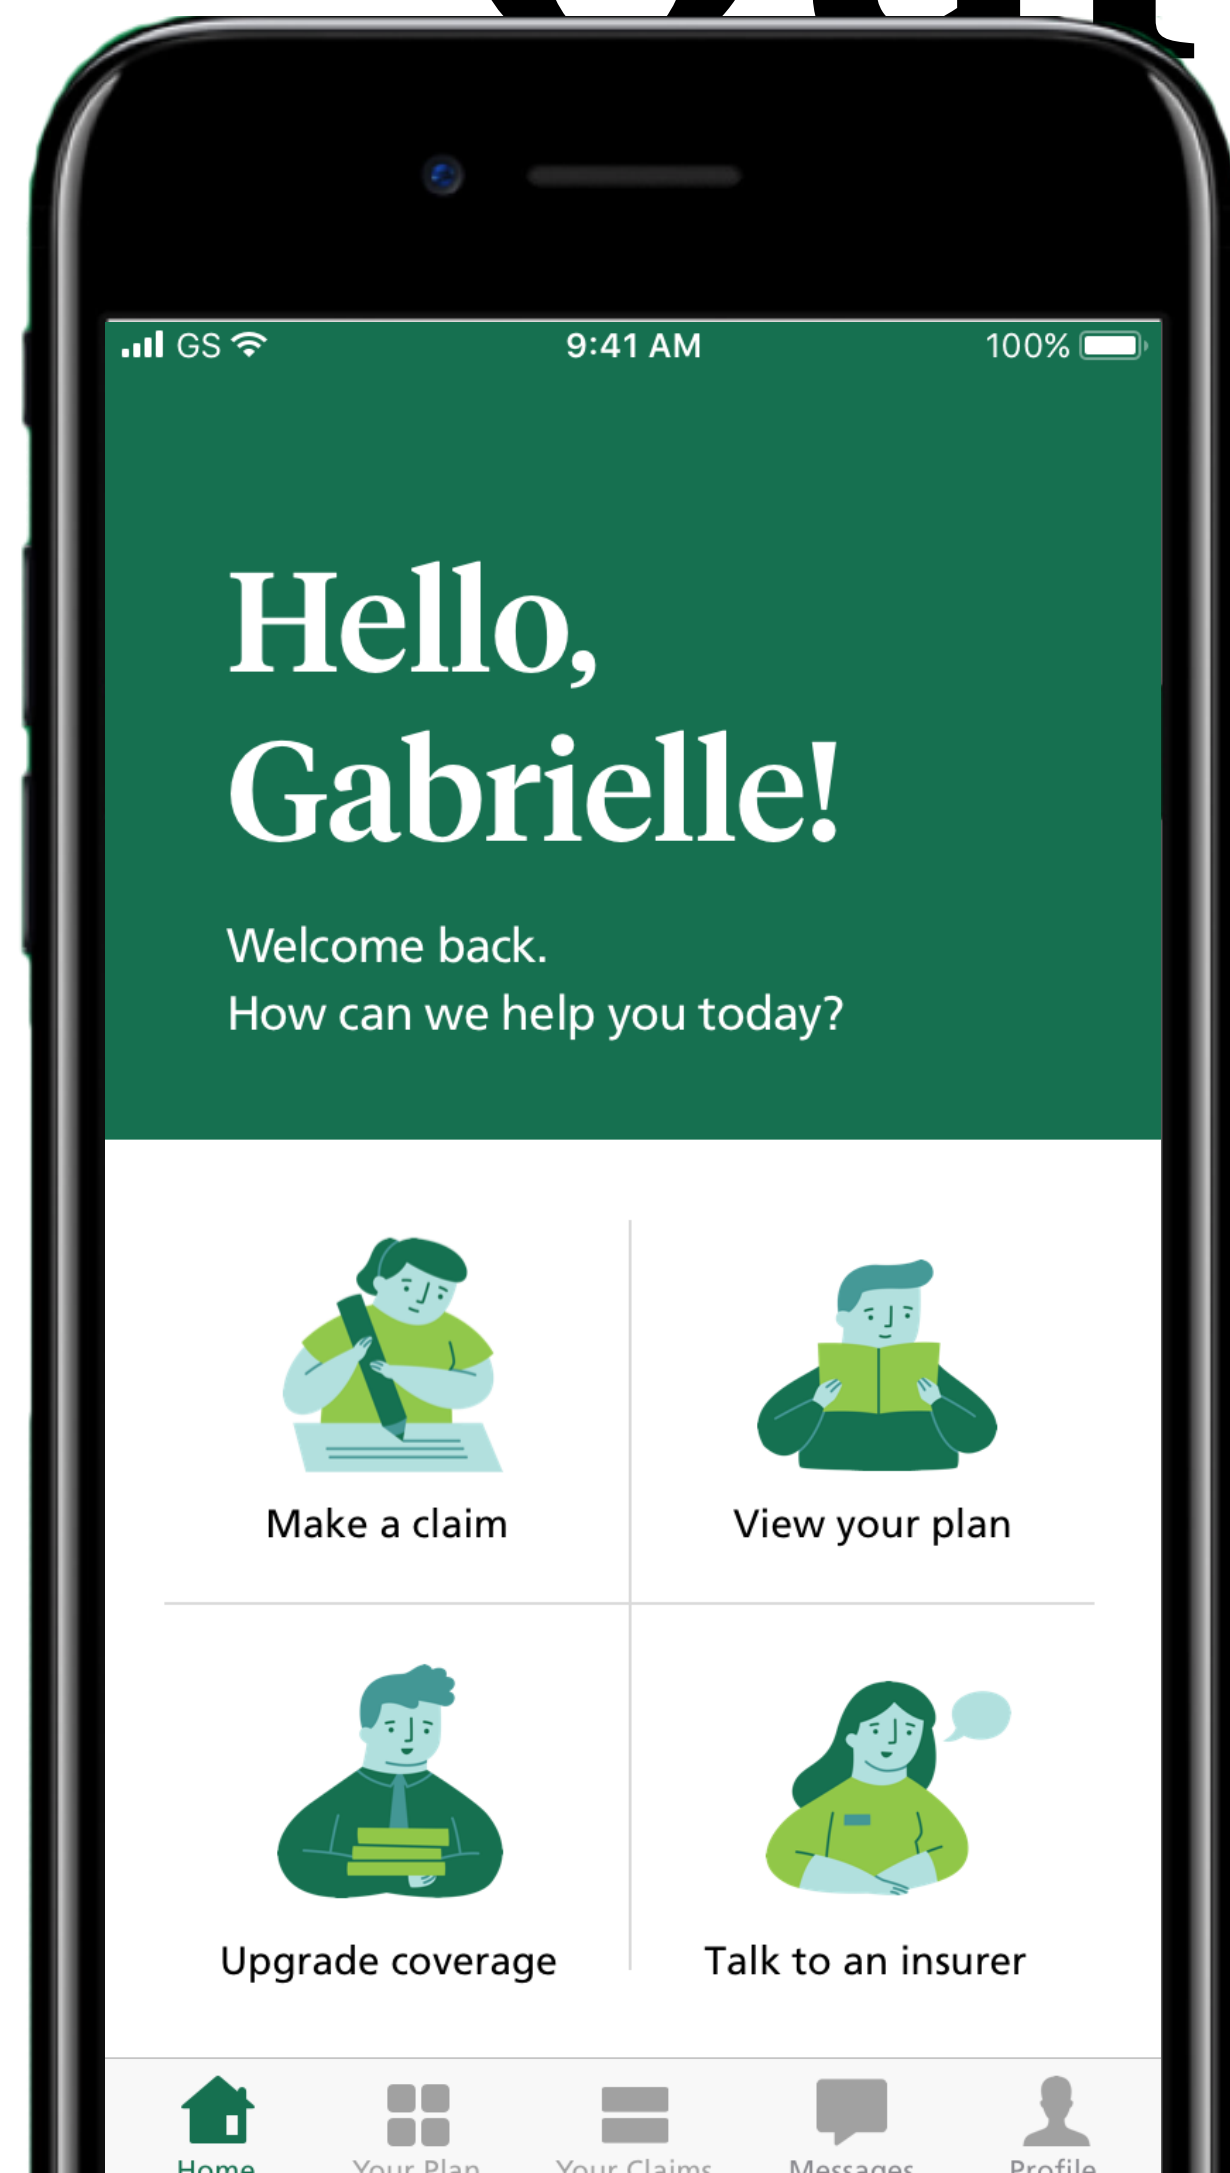 GS 9:41 AM 100%
Hello,
Gabrielle!
Welcome back.
How can we help you today?
Make a claim View your plan
Upgrade coverage Talk to an insurer
Home Your Plan Your Claims Messages Profile